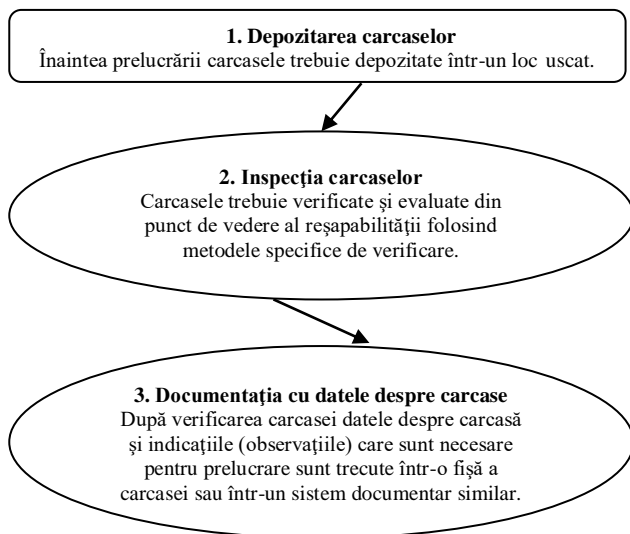 1. Depozitarea carcaselor
Înaintea prelucrării carcasele trebuie depozitate într-un loc uscat.
2. Inspecţia carcaselor
Carcasele trebuie verificate şi evaluate din
punct de vedere al reşapabilităţii folosind
metodele specifice de verificare.
3. Documentaţia cu datele despre carcase
După verificarea carcasei datele despre carcasă
şi indicaţiile (observaţiile) care sunt necesare
pentru prelucrare sunt trecute într-o fişă a
carcasei sau într-un sistem documentar similar.